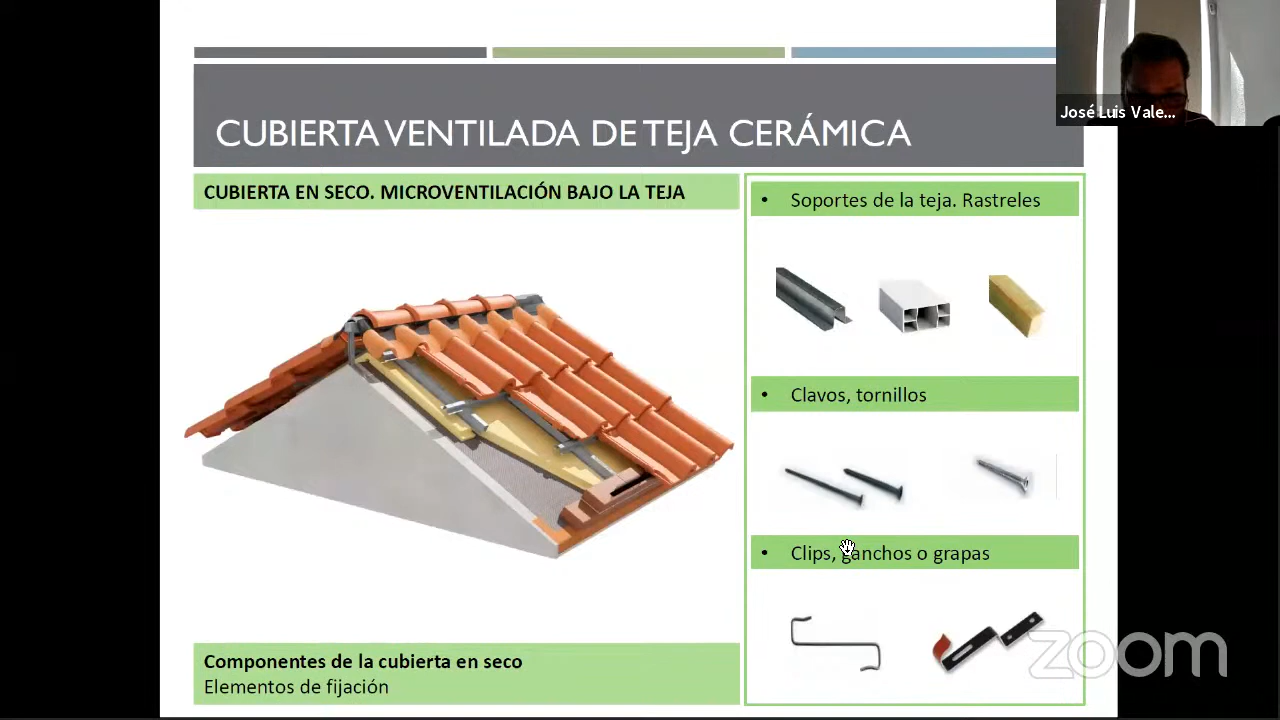 José Luis Vale...
CUBIERTA VENTILADA DE TEJA CERÁMICA
CUBIERTA EN SECO. MICROVENTILACIÓN BAJO LA TEJA
• Soportes de la teja. Rastreles
• Clavos, tornillos
• Clips, ganchos o grapas
Componentes de la cubierta en seco
Elementos de fijación
zoom